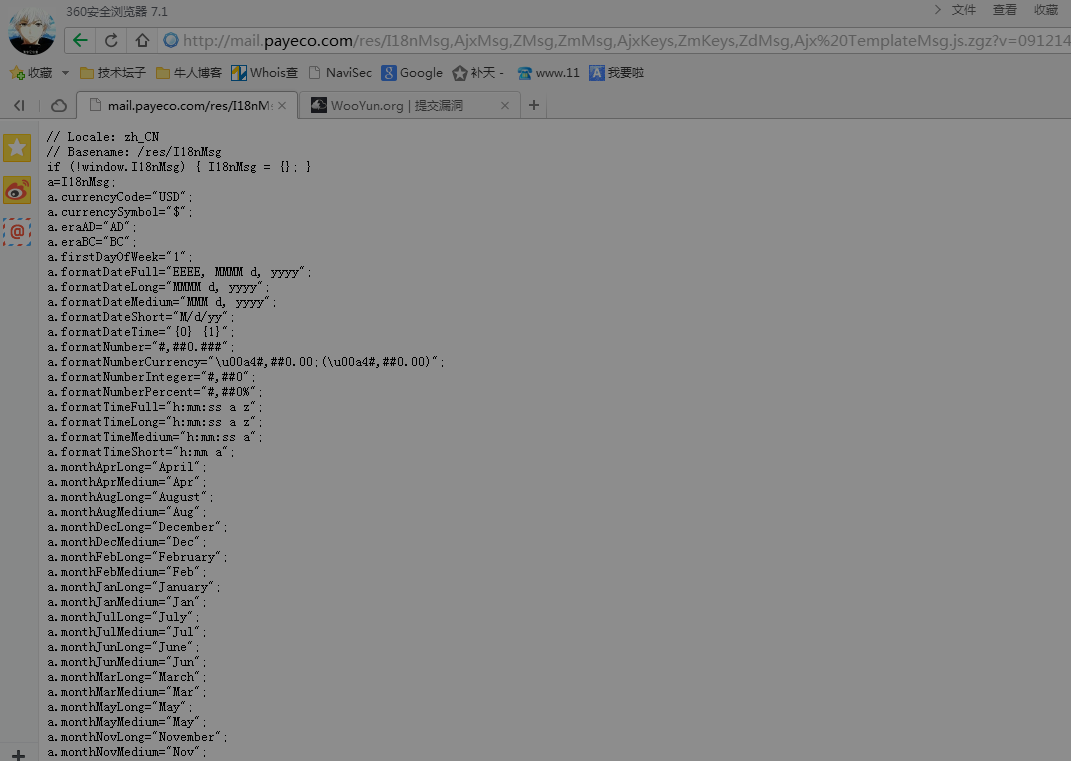 360安全浏览器 7.1
文件 查看 收藏
http://mail.payeco.com/res/I18nMsg,AjxMsg,ZMsg,ZmMsg,AjxKeys,ZmKeys,ZdMsg,Ajx%20TemplateMsg.js.zgz?v=091214
收藏 技术坛子 牛人博客 Whois查 NaviSec Google 补天 - www.11 我要啦
mail.payeco.com/res/I18nM WooYun.org | 提交漏洞
// Locale: zh_CN
// Basename: /res/I18nMsg
if (!window.I18nMsg) { I18nMsg = {}; }
a=I18nMsg;
a.currencyCode="USD";
a.currencySymbol="$";
a.eraAD="AD";
a.eraBC="BC";
a.firstDayOfWeek="1";
a.formatDateFull="EEEE, MMMM d, yyyy";
a.formatDateLong="MMMM d, yyyy";
a.formatDateMedium="MMM d, yyyy";
a.formatDateShort="M/d/yy";
a.formatDateTime="{0} {1}";
a.formatNumber="#,##0.###";
a.formatNumberCurrency="\u00a4#,##0.00;(\u00a4#,##0.00)";
a.formatNumberInteger="#,##0";
a.formatNumberPercent="#,##0%";
a.formatTimeFull="h:mm:ss a z";
a.formatTimeLong="h:mm:ss a z";
a.formatTimeMedium="h:mm:ss a";
a.formatTimeShort="h:mm a";
a.monthAprLong="April";
a.monthAprMedium="Apr";
a.monthAugLong="August";
a.monthAugMedium="Aug";
a.monthDecLong="December";
a.monthDecMedium="Dec";
a.monthFebLong="February";
a.monthFebMedium="Feb";
a.monthJanLong="January";
a.monthJanMedium="Jan";
a.monthJulLong="July";
a.monthJulMedium="Jul";
a.monthJunLong="June";
a.monthJunMedium="Jun";
a.monthMarLong="March";
a.monthMarMedium="Mar";
a.monthMayLong="May";
a.monthMayMedium="May";
a.monthNovLong="November";
a.monthNovMedium="Nov";